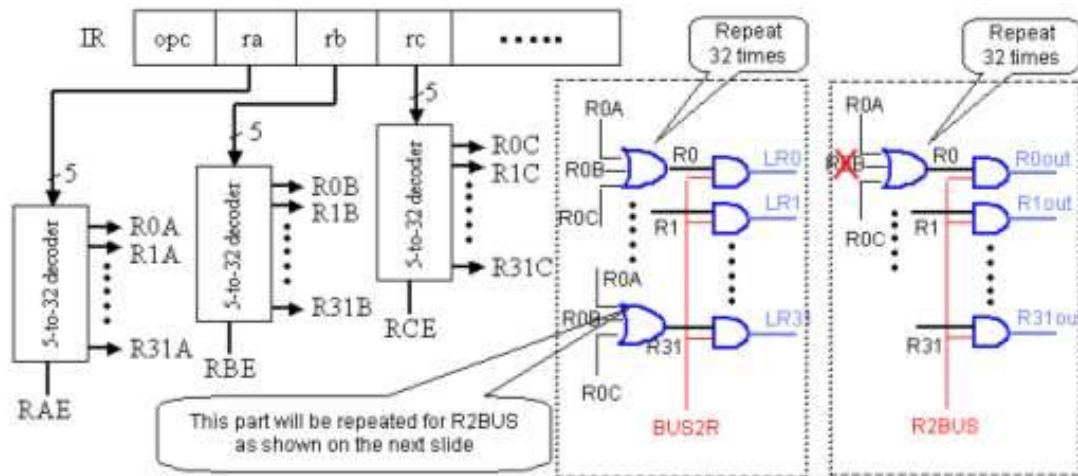 IR opc ra rb rc
5
5
5
5-to-32 decoder
R0A
R1A
R31A
RAE
5-to-32 decoder
R0B
R1B
R31B
RBE
5-to-32 decoder
R0C
R1C
R31C
RCE
Repeat
32 times
R0A
R0B
R0C
R0
LR0
R1
LR1
R0A
R0B
R0C
R31
LR31
BUS2R
This part will be repeated for R2BUS
as shown on the next slide
Repeat
32 times
R0A
R0B
R0C
R0
R0out
R1
R1out
R31
R31out
R2BUS